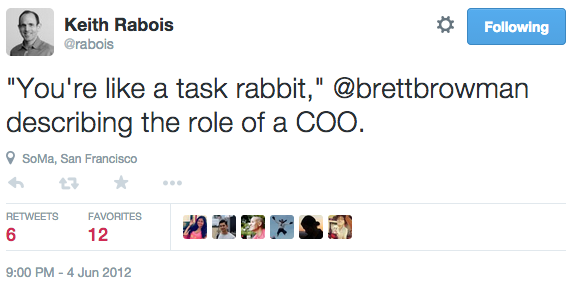 Keith Rabois
@rabois
Following
"You're like a task rabbit," @brettbrowman
describing the role of a COO.
SoMa, San Francisco
RETWEETS
6
FAVORITES
12
9:00 PM - 4 Jun 2012